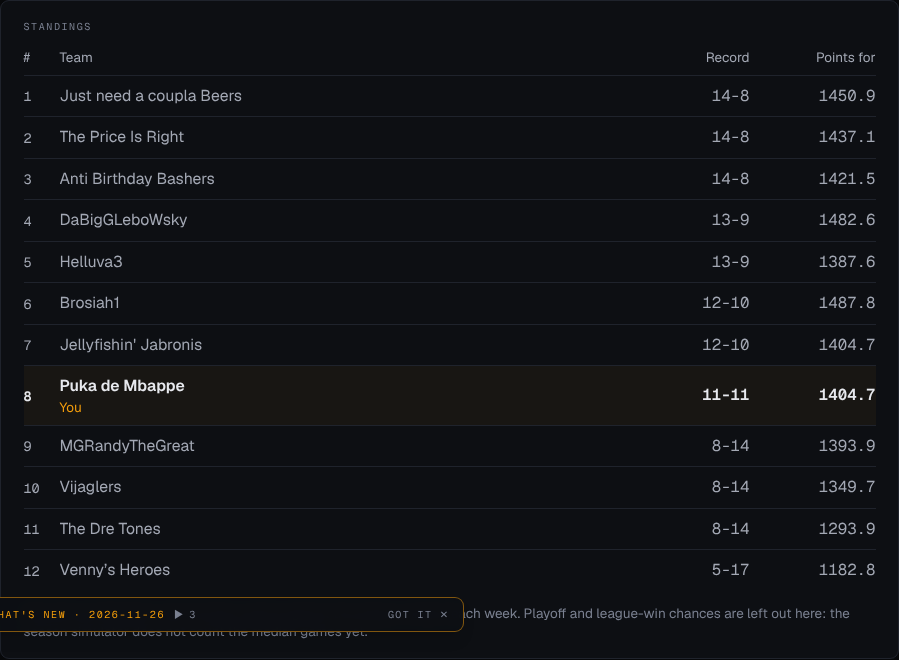 STANDINGS
# Team Record Points for
1 Just need a coupla Beers 14-8 1450.9
2 The Price Is Right 14-8 1437.1
3 Anti Birthday Bashers 14-8 1421.5
4 DaBigGLeboWsky 13-9 1482.6
5 Helluva3 13-9 1387.6
6 Brosiah1 12-10 1487.8
7 Jellyfishin' Jabronis 12-10 1404.7
8 Puka de Mbappe 11-11 1404.7
You
9 MGRandyTheGreat 8-14 1393.9
10 Vijaglers 8-14 1349.7
11 The Dre Tones 8-14 1293.9
12 Venny’s Heroes 5-17 1182.8
HAT'S NEW · 2026-11-26 ▶ 3 GOT IT ×
ch week. Playoff and league-win chances are left out here: the
season simulator does not count the median games yet.